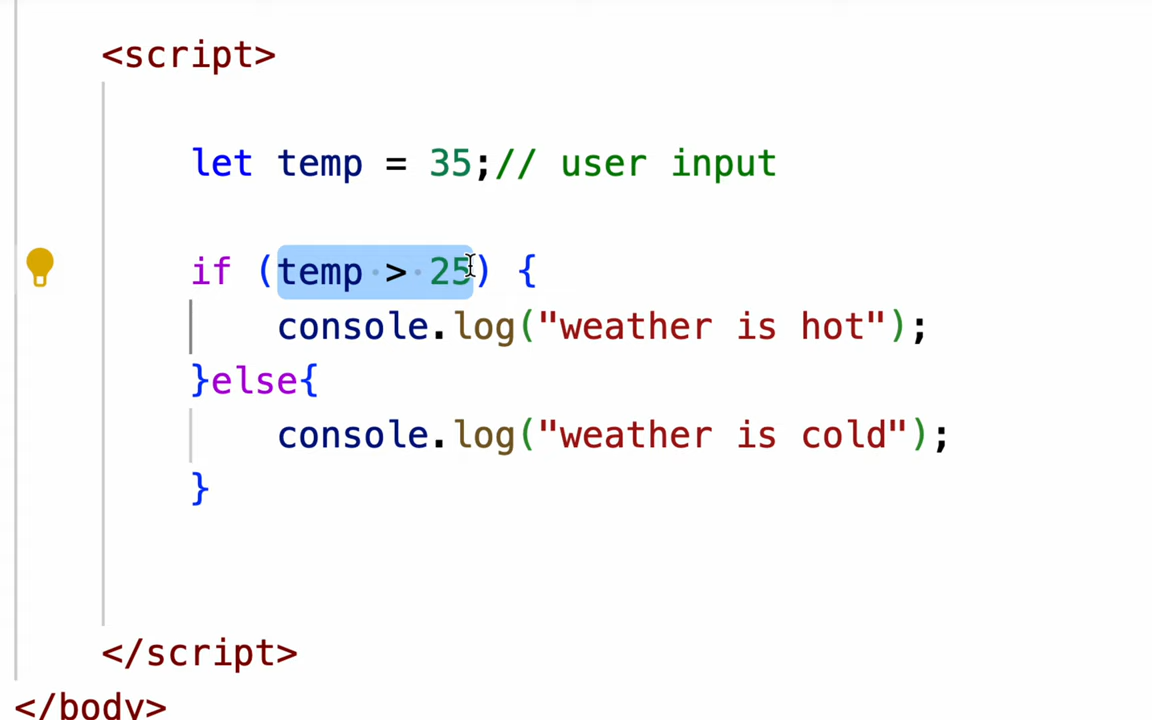 <script>
let temp = 35;// user input
if (temp > 25) {
console.log("weather is hot");
}else{
console.log("weather is cold");
}
</script>
</body>